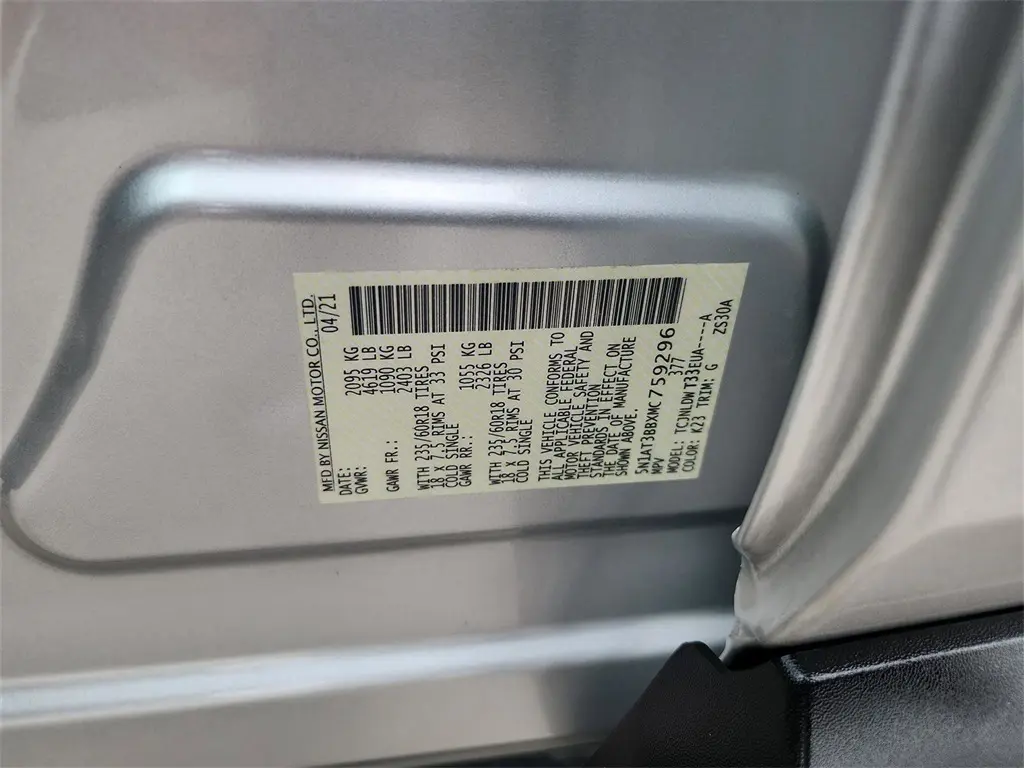 MFD BY NISSAN MOTOR CO., LTD.
DATE: 04/21
GVWR: 2095 KG
4619 LB
GAWR FR.: 1090 KG
2403 LB
WITH 235/60R18 TIRES
18 x 7.5 RIMS AT 33 PSI
COLD SINGLE
GAWR RR.: 1055 KG
2326 LB
WITH 235/60R18 TIRES
18 x 7.5 RIMS AT 30 PSI
COLD SINGLE
THIS VEHICLE CONFORMS TO
ALL APPLICABLE FEDERAL
MOTOR VEHICLE SAFETY AND
THEFT PREVENTION
STANDARDS IN EFFECT ON
THE DATE OF MANUFACTURE
SHOWN ABOVE.
5N1AT3BBXMC759296
MPV 377
MODEL: TCJNLDWT33EUA----A
COLOR: K23 TRIM: G ZS30A